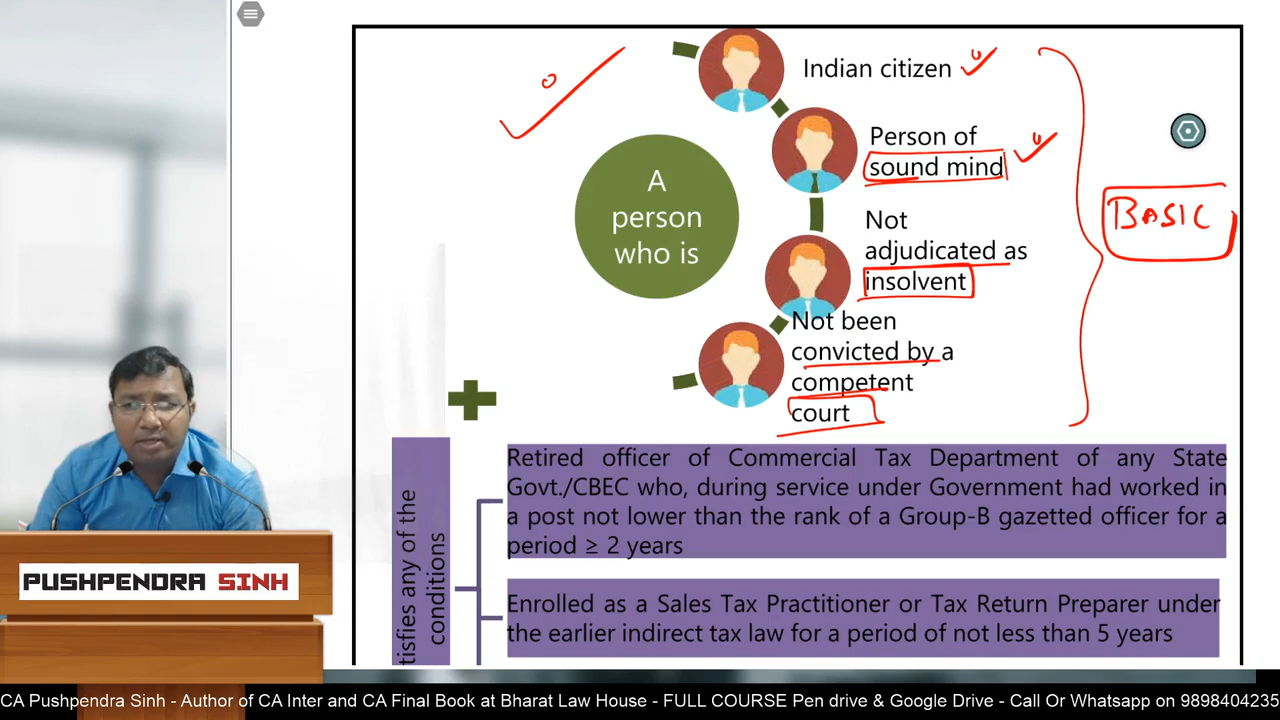 A
person
who is
Indian citizen
Person of
sound mind
Not
adjudicated as
insolvent
Not been
convicted by a
competent
court
BASIC
tisfies any of the
conditions
Retired officer of Commercial Tax Department of any State
Govt./CBEC who, during service under Government had worked in
a post not lower than the rank of a Group-B gazetted officer for a
period ≥ 2 years
Enrolled as a Sales Tax Practitioner or Tax Return Preparer under
the earlier indirect tax law for a period of not less than 5 years
PUSHPENDRA SINH
CA Pushpendra Sinh - Author of CA Inter and CA Final Book at Bharat Law House - FULL COURSE Pen drive & Google Drive - Call Or Whatsapp on 9898404235